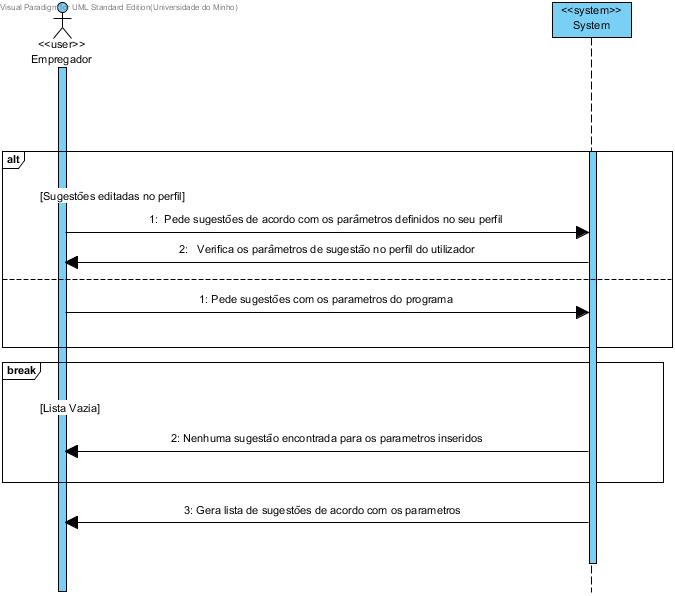 Visual Paradigm for UML Standard Edition(Universidade do Minho)
<<system>>
System
<<user>>
Empregador
alt
[Sugestões editadas no perfil]
1: Pede sugestões de acordo com os parâmetros definidos no seu perfil
2: Verifica os parâmetros de sugestão no perfil do utilizador
1: Pede sugestões com os parametros do programa
break
[Lista Vazia]
2: Nenhuma sugestão encontrada para os parametros inseridos
3: Gera lista de sugestões de acordo com os parametros